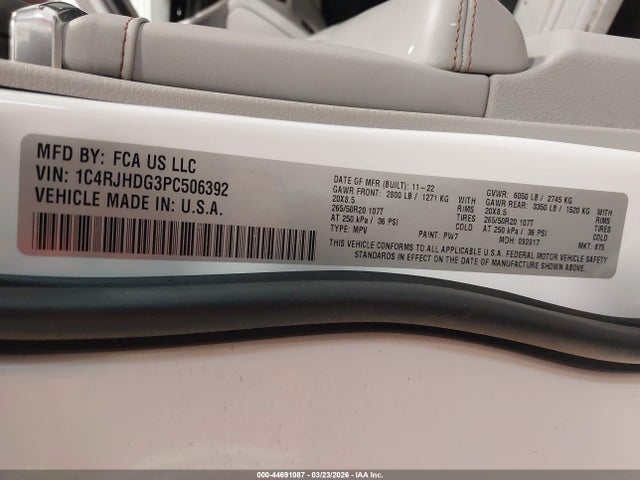 MFD BY: FCA US LLC
VIN: 1C4RJHDG3PC506392
VEHICLE MADE IN: U.S.A.
DATE OF MFR (BUILT): 11-22
GAWR FRONT: 2800 LB / 1271 KG
20X8.5 RIMS
265/50R20 107T TIRES
AT 250 kPa / 36 PSI COLD
TYPE: MPV PAINT: PW7
GVWR: 6050 LB / 2745 KG
GAWR REAR: 3350 LB / 1520 KG
20X8.5 RIMS
265/50R20 107T TIRES
AT 250 kPa / 36 PSI COLD
MDH: 092917 MKT: 875
THIS VEHICLE CONFORMS TO ALL APPLICABLE U.S.A. FEDERAL MOTOR VEHICLE SAFETY
STANDARDS IN EFFECT ON THE DATE OF MANUFACTURE SHOWN ABOVE.
000-44691067 - 03/23/2026 - IAA Inc.